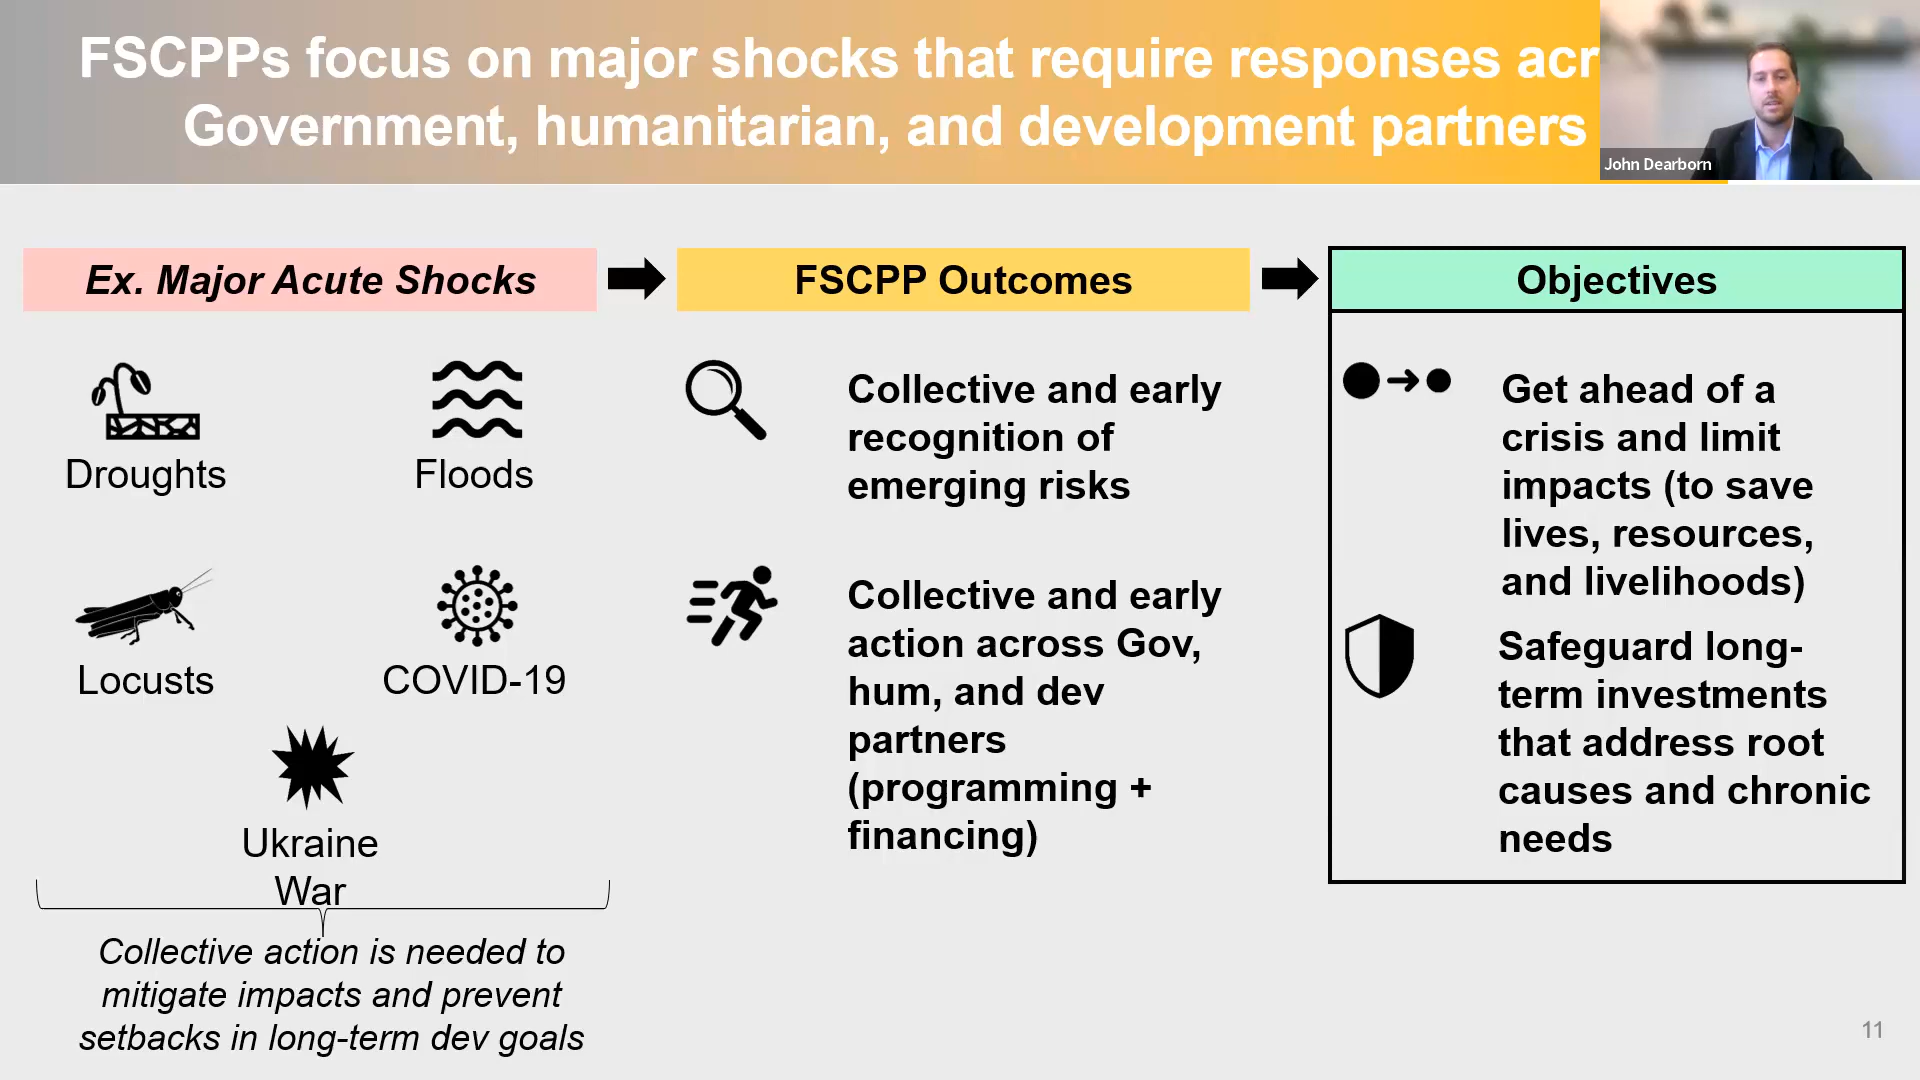 FSCPPs focus on major shocks that require responses
Government, humanitarian, and development partners
John Dearborn
Ex. Major Acute Shocks
FSCPP Outcomes
Objectives
Droughts
Floods
Locusts
COVID-19
Ukraine
War
Collective action is needed to
mitigate impacts and prevent
setbacks in long-term dev goals
Collective and early
recognition of
emerging risks
Collective and early
action across Gov,
hum, and dev
partners
(programming +
financing)
Get ahead of a
crisis and limit
impacts (to save
lives, resources,
and livelihoods)
Safeguard long-
term investments
that address root
causes and chronic
needs
11